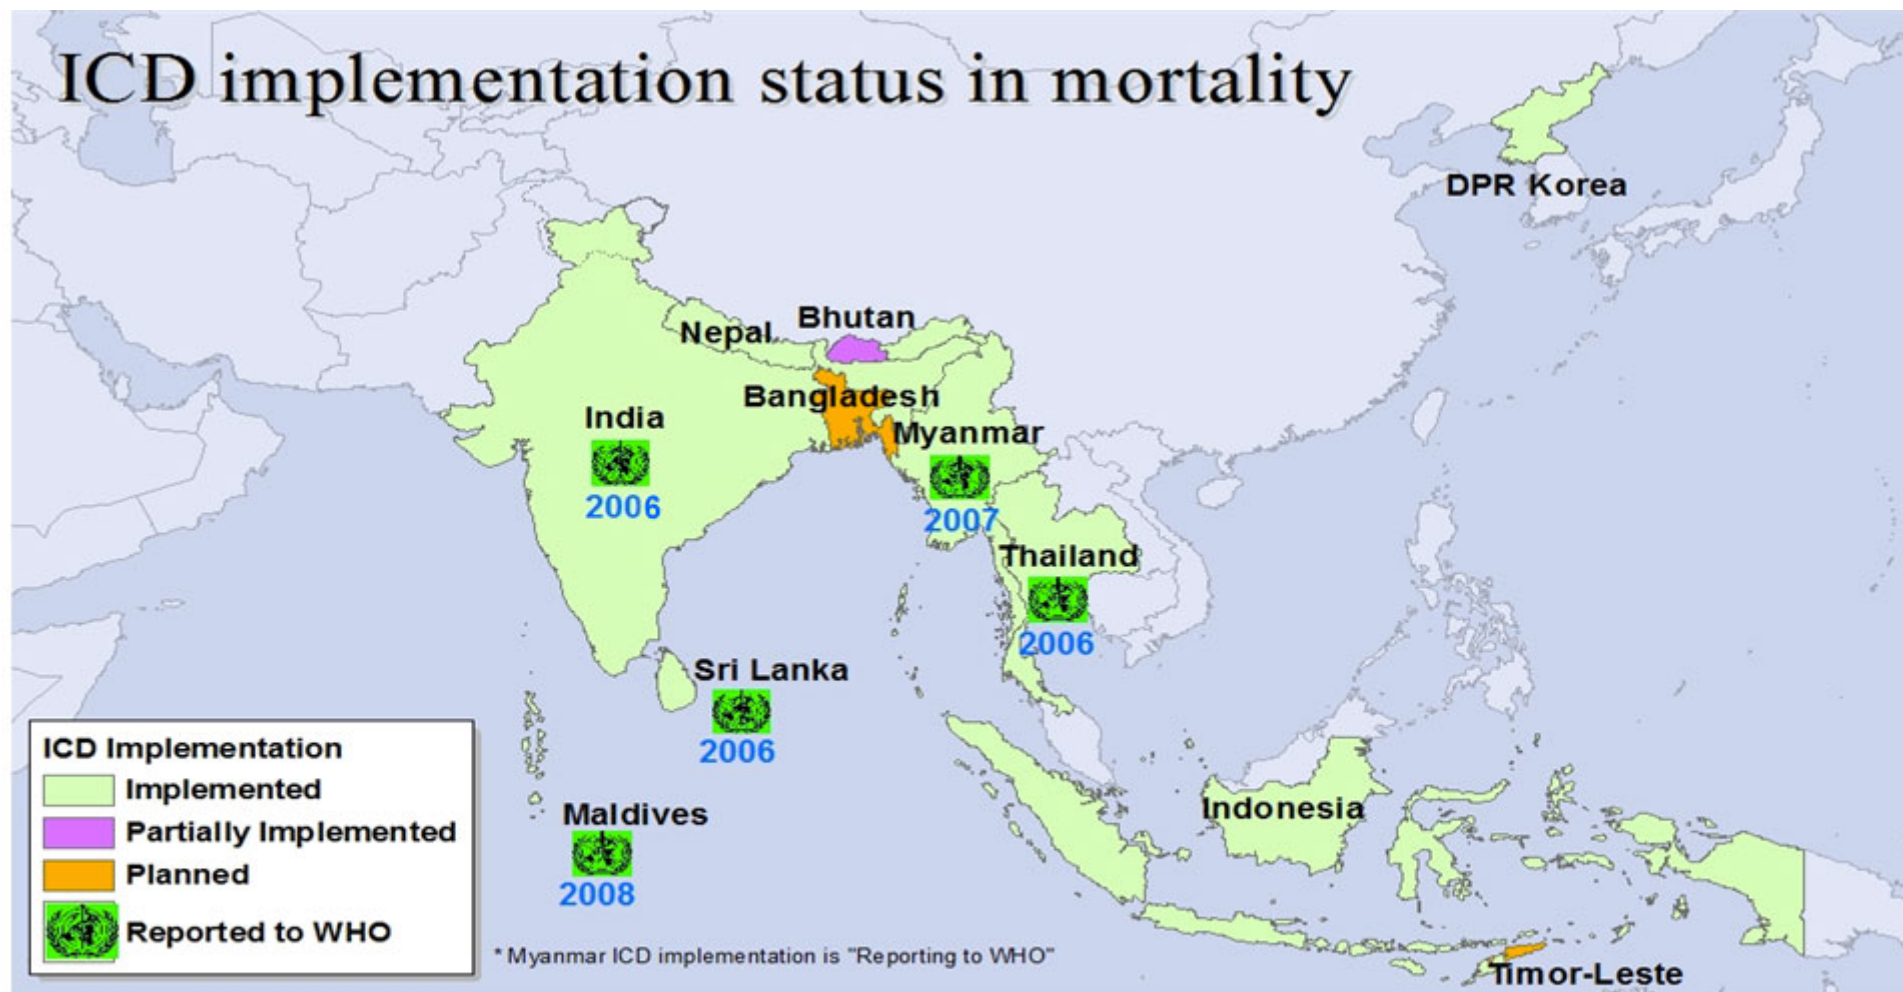 ICD implementation status in mortality
DPR Korea
Bhutan
Nepal
Bangladesh
India
2006
Myanmar
2007
Thailand
2006
Sri Lanka
2006
Maldives
2008
Indonesia
Timor-Leste
ICD Implementation
Implemented
Partially Implemented
Planned
Reported to WHO
* Myanmar ICD implementation is "Reporting to WHO"